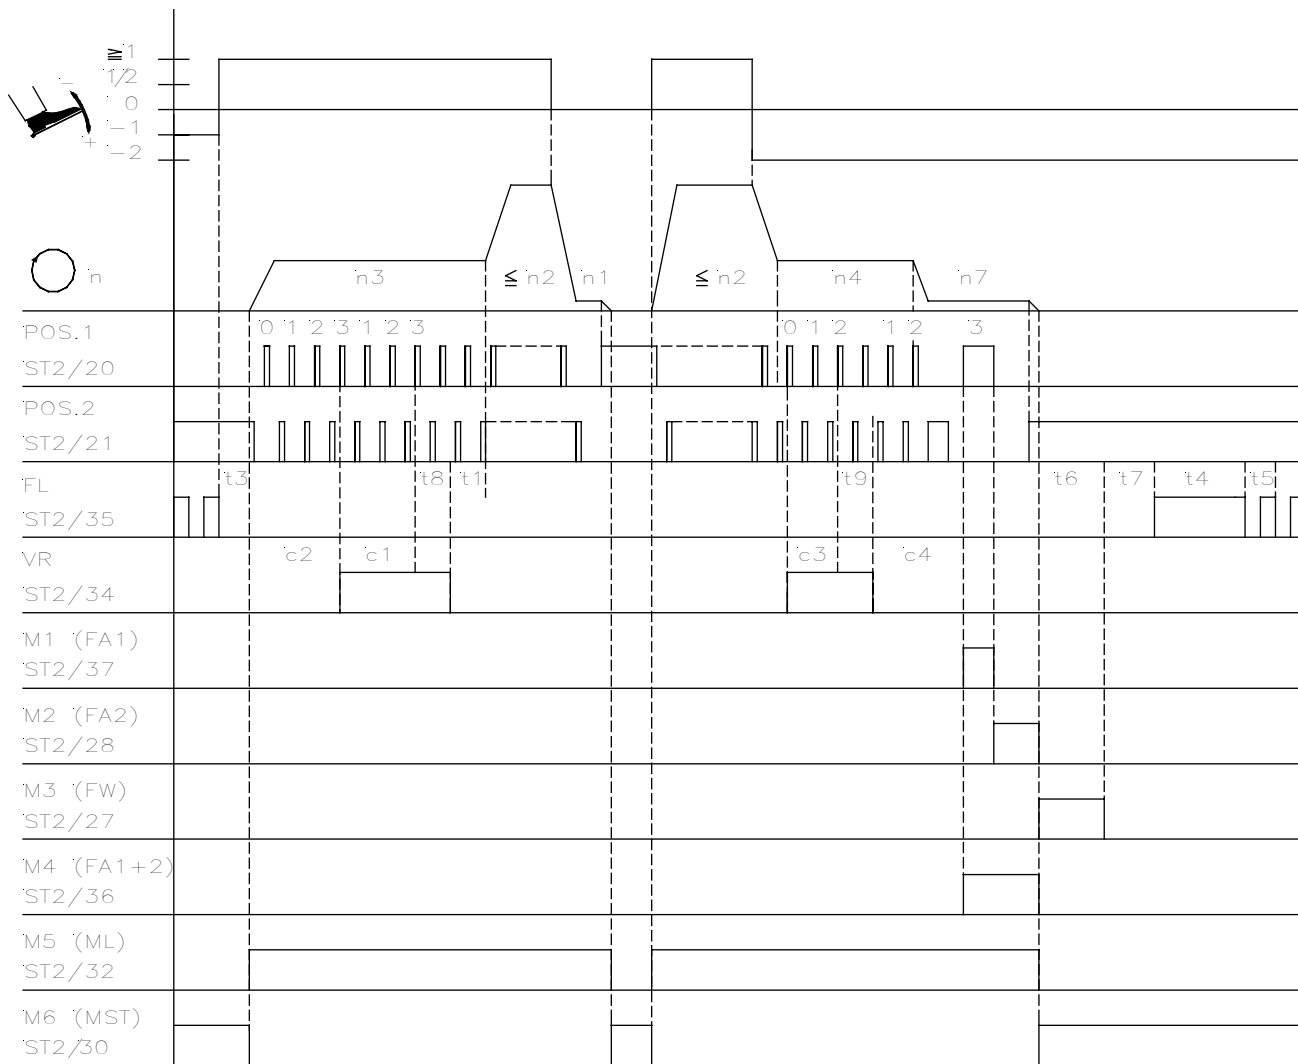 ≧1
1/2
−
0
−1
+
−2
n
n3
≦ n2
n1
≦ n2
n4
n7
POS.1
0 1 2 3 1 2 3
0 1 2 1 2 3
ST2/20
POS.2
ST2/21
FL
t3 t8 t1 t9 t6 t7 t4 t5
ST2/35
VR
c2 c1 c3 c4
ST2/34
M1 (FA1)
ST2/37
M2 (FA2)
ST2/28
M3 (FW)
ST2/27
M4 (FA1+2)
ST2/36
M5 (ML)
ST2/32
M6 (MST)
ST2/30